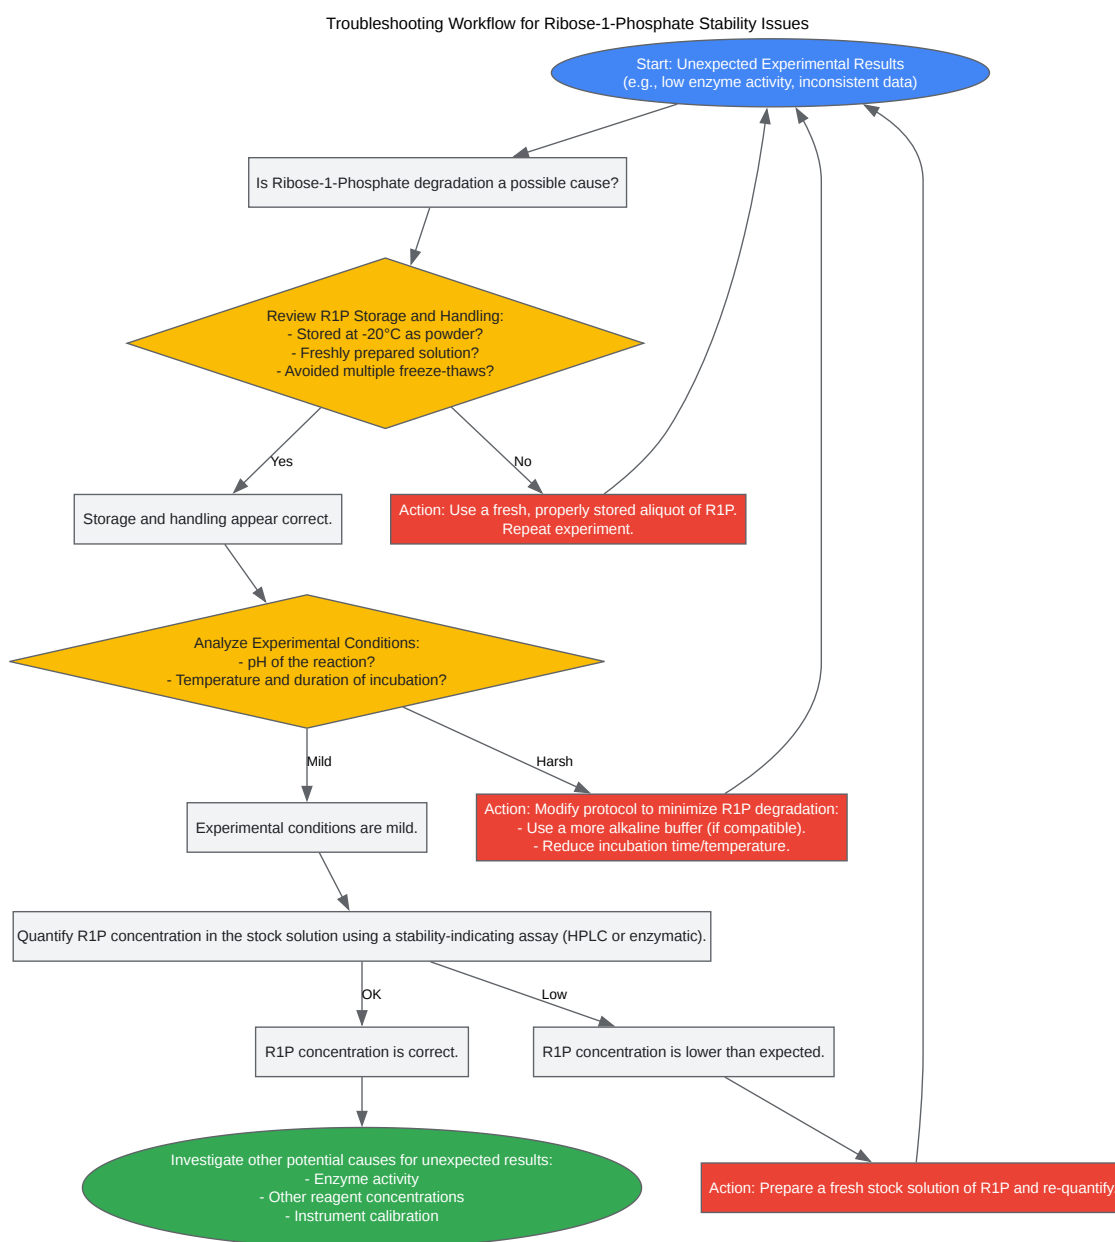 Troubleshooting Workflow for Ribose-1-Phosphate Stability Issues
Start: Unexpected Experimental Results
(e.g., low enzyme activity, inconsistent data)
Is Ribose-1-Phosphate degradation a possible cause?
Review R1P Storage and Handling:
- Stored at -20°C as powder?
- Freshly prepared solution?
- Avoided multiple freeze-thaws?
Yes
No
Storage and handling appear correct.
Action: Use a fresh, properly stored aliquot of R1P.
Repeat experiment.
Analyze Experimental Conditions:
- pH of the reaction?
- Temperature and duration of incubation?
Mild
Harsh
Experimental conditions are mild.
Action: Modify protocol to minimize R1P degradation:
- Use a more alkaline buffer (if compatible).
- Reduce incubation time/temperature.
Quantify R1P concentration in the stock solution using a stability-indicating assay (HPLC or enzymatic).
OK
Low
R1P concentration is correct.
R1P concentration is lower than expected.
Investigate other potential causes for unexpected results:
- Enzyme activity
- Other reagent concentrations
- Instrument calibration
Action: Prepare a fresh stock solution of R1P and re-quantify.